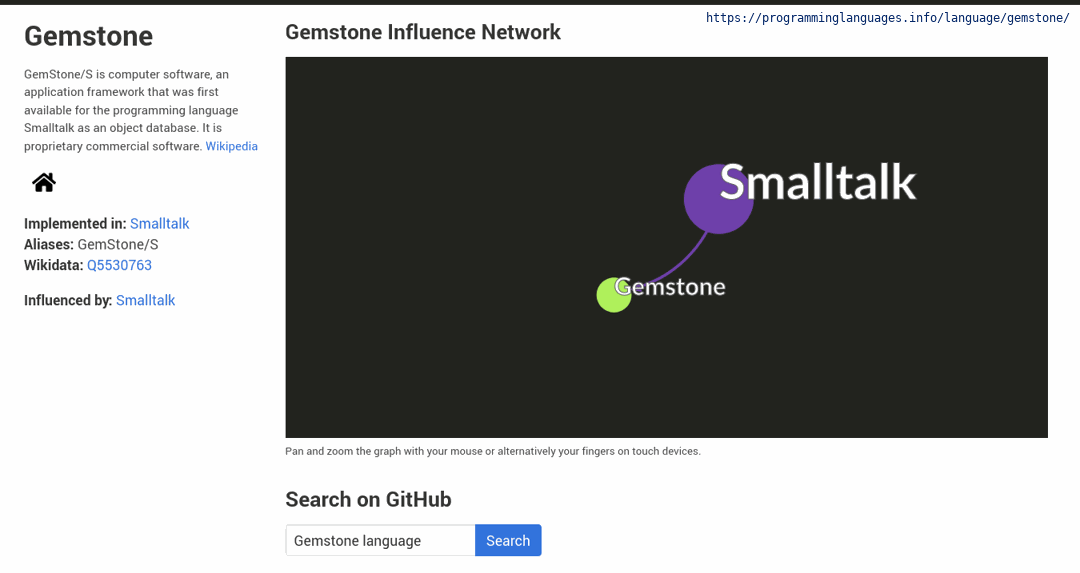 https://programminglanguages.info/language/gemstone/
Gemstone
GemStone/S is computer software, an
application framework that was first
available for the programming language
Smalltalk as an object database. It is
proprietary commercial software. Wikipedia
Implemented in: Smalltalk
Aliases: GemStone/S
Wikidata: Q5530763
Influenced by: Smalltalk
Gemstone Influence Network
Smalltalk
Gemstone
Pan and zoom the graph with your mouse or alternatively your fingers on touch devices.
Search on GitHub
Gemstone language
Search